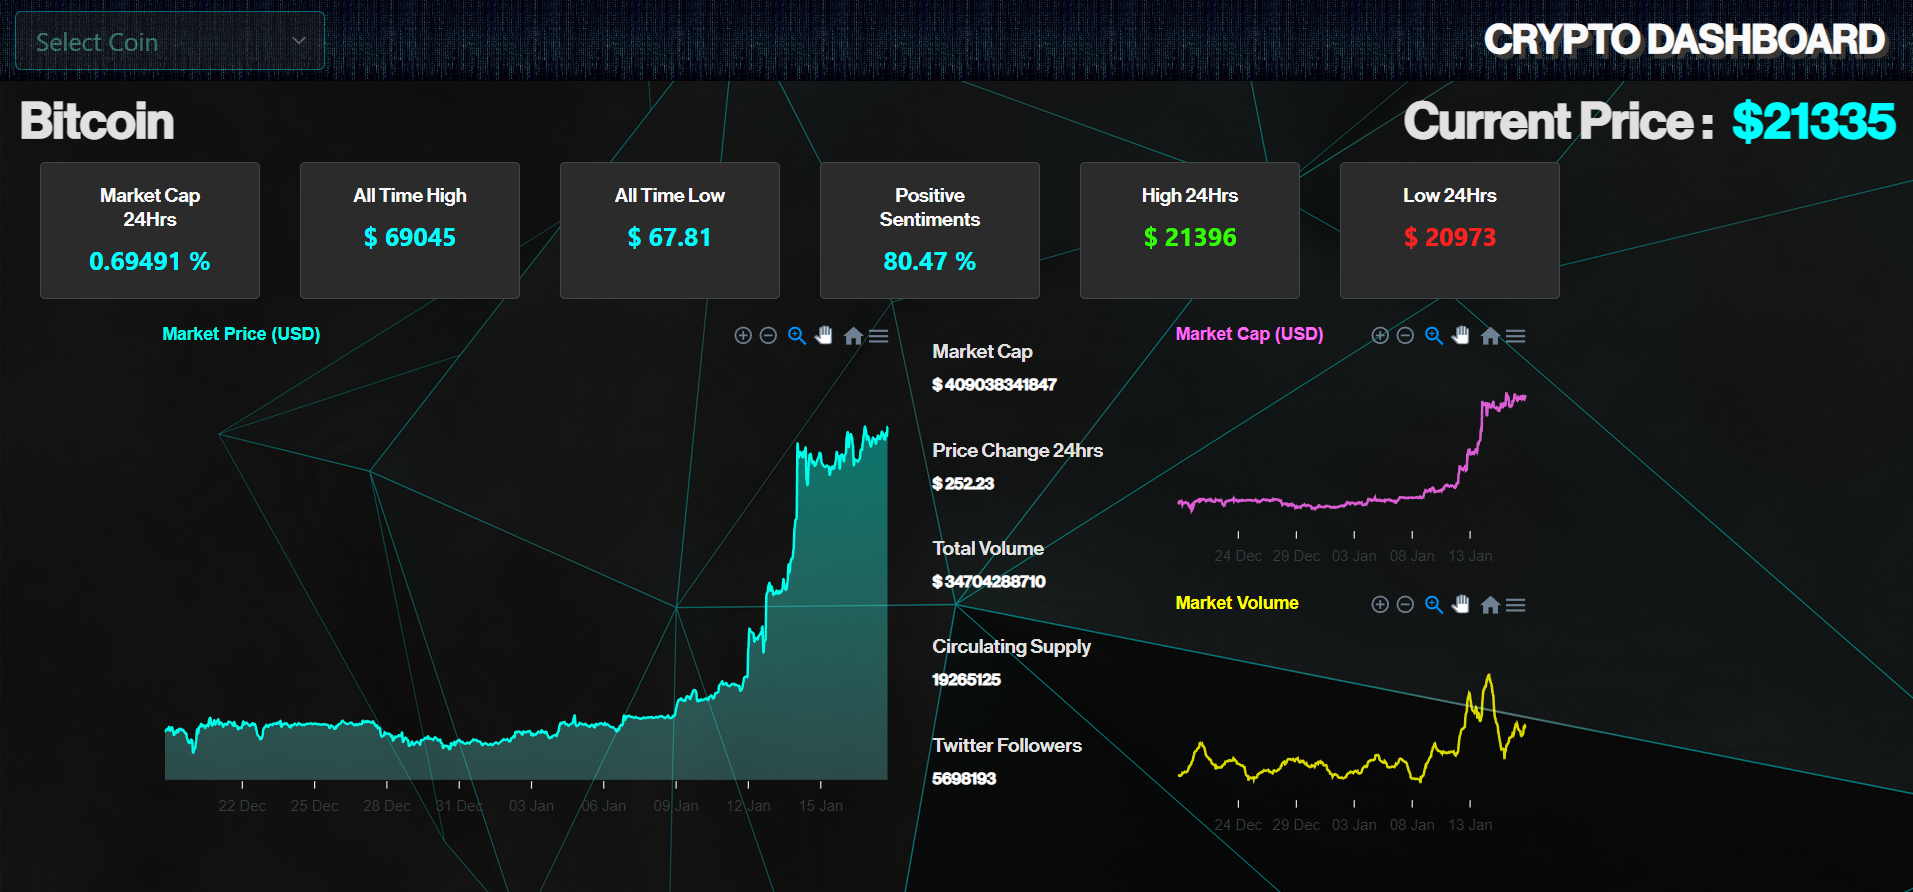 Select Coin
CRYPTO DASHBOARD
Bitcoin
Current Price : $21335
Market Cap
24Hrs
0.69491 %
All Time High
$ 69045
All Time Low
$ 67.81
Positive
Sentiments
80.47 %
High 24Hrs
$ 21396
Low 24Hrs
$ 20973
Market Price (USD)
22 Dec 25 Dec 28 Dec 31 Dec 03 Jan 06 Jan 09 Jan 12 Jan 15 Jan
Market Cap
$ 409038341847
Price Change 24hrs
$ 252.23
Total Volume
$ 34704288710
Circulating Supply
19265125
Twitter Followers
5698193
Market Cap (USD)
24 Dec 29 Dec 03 Jan 08 Jan 13 Jan
Market Volume
24 Dec 29 Dec 03 Jan 08 Jan 13 Jan